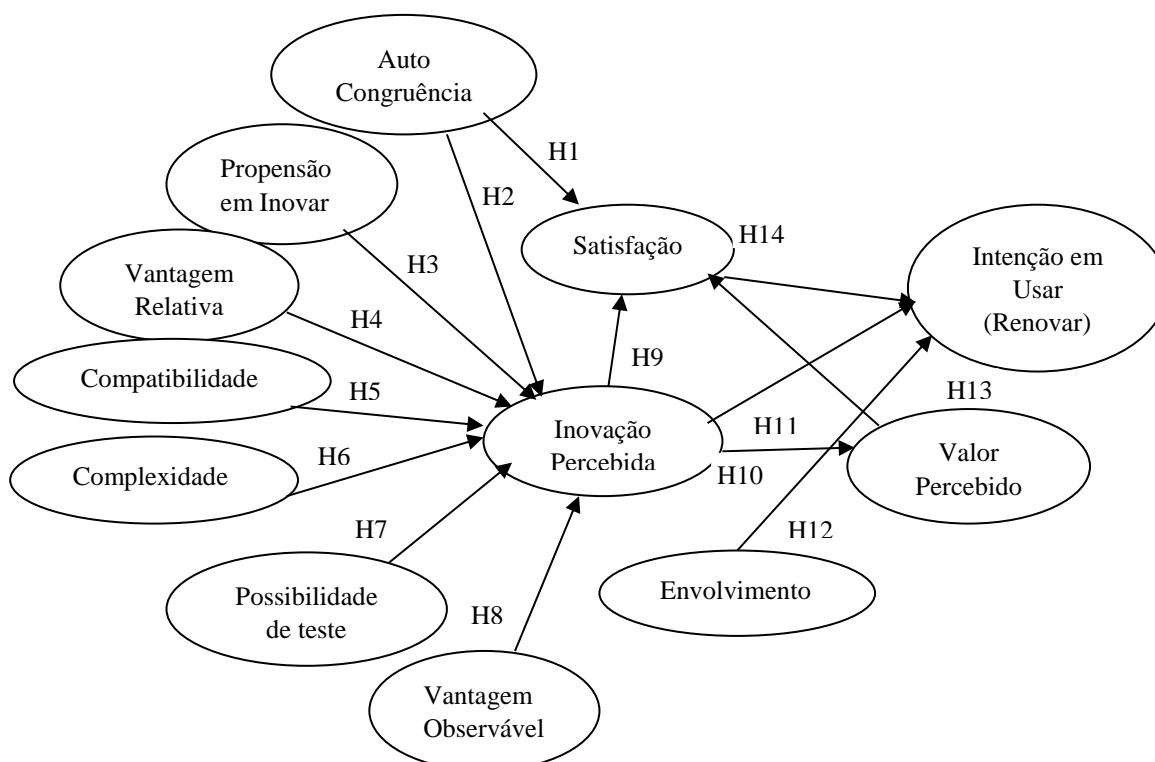 Auto
Congruência
H1
Propensão
em Inovar
H2
Satisfação
H14
Intenção em
Usar
(Renovar)
Vantagem
Relativa
H3
H4
H9
Compatibilidade
H5
H13
Inovação
Percebida
H11
H10
Valor
Percebido
Complexidade
H6
H7
H12
Possibilidade
de teste
H8
Envolvimento
Vantagem
Observável